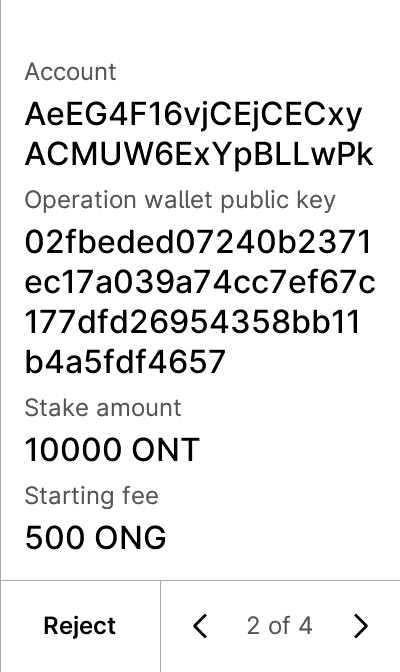 Account
AeEG4F16vjCEjCECxy
ACMUW6ExYpBLLwPk
Operation wallet public key
02fbeded07240b2371
ec17a039a74cc7ef67c
177dfd26954358bb11
b4a5fdf4657
Stake amount
10000 ONT
Starting fee
500 ONG
Reject
2 of 4